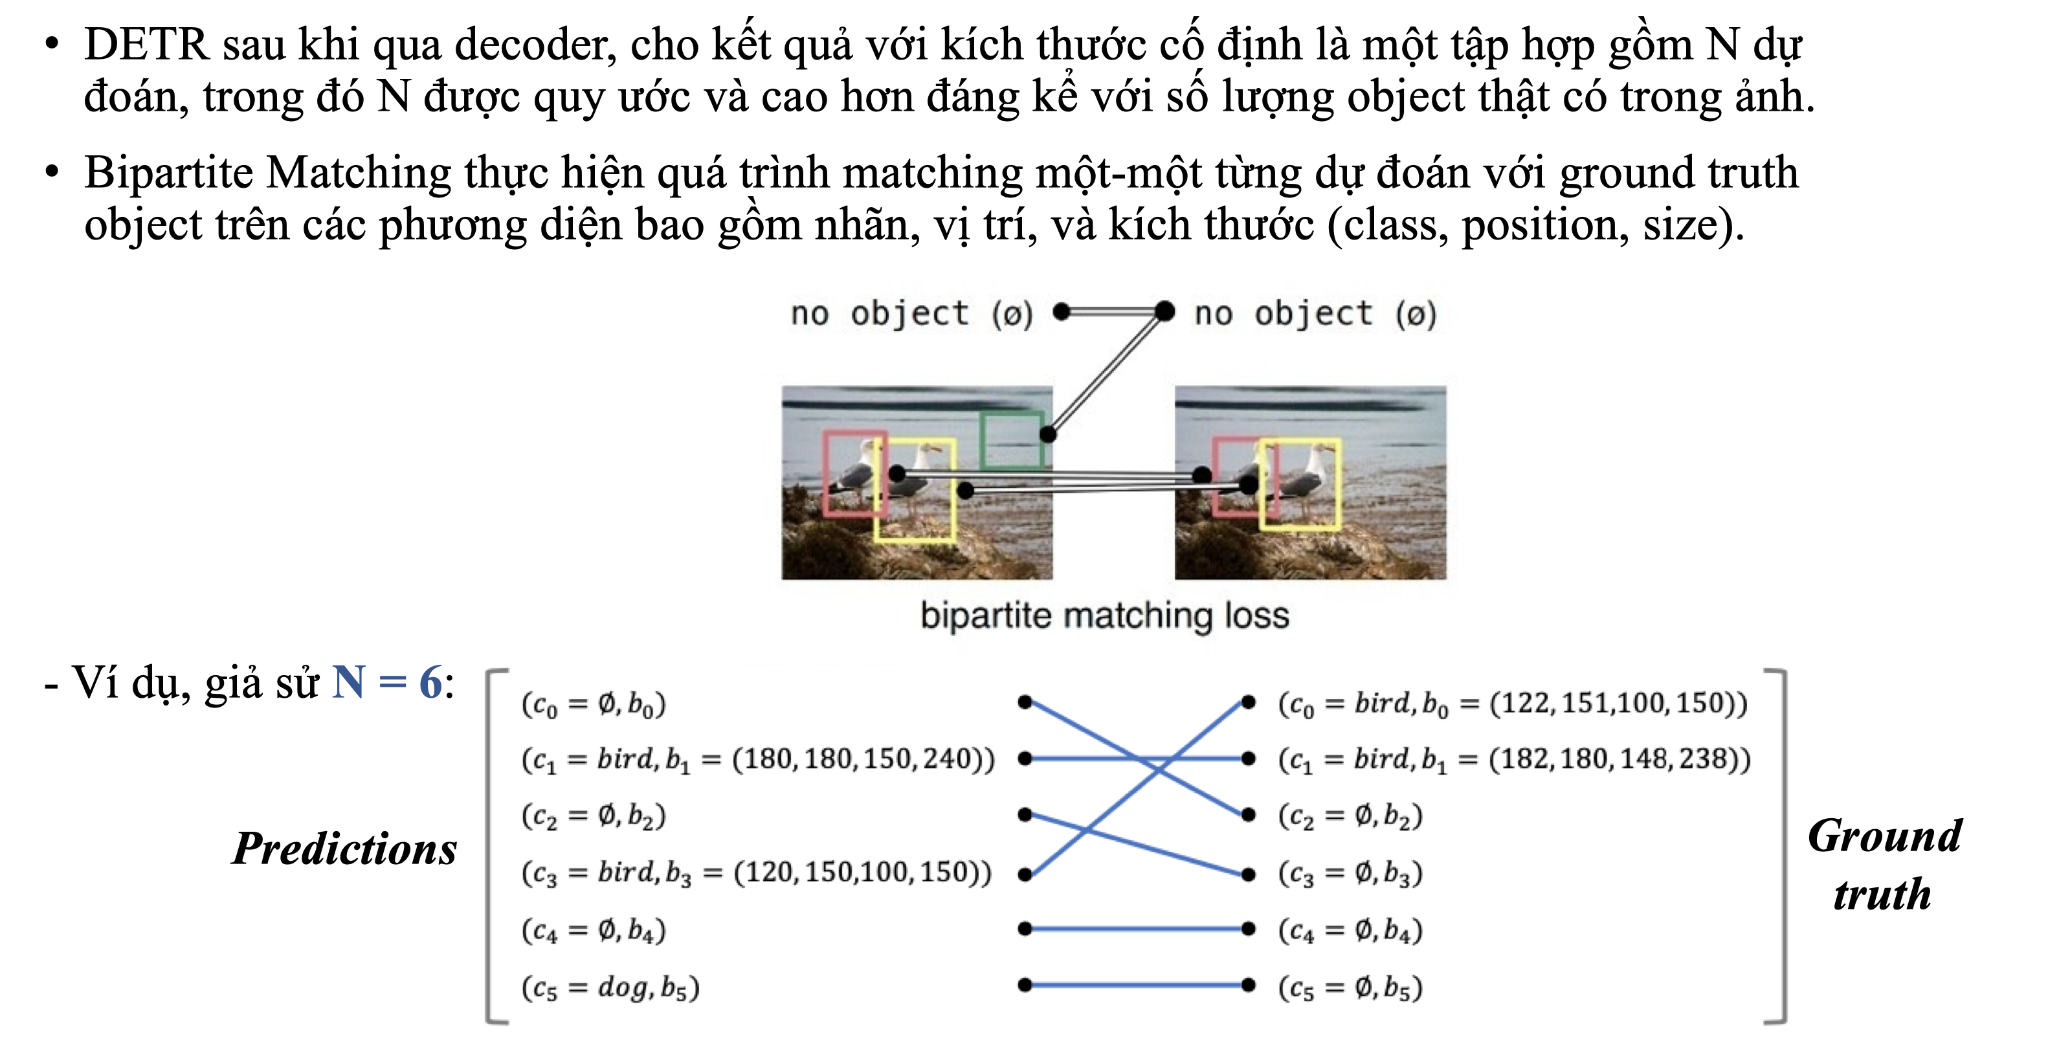 • DETR sau khi qua decoder, cho kết quả với kích thước cố định là một tập hợp gồm N dự
đoán, trong đó N được quy ước và cao hơn đáng kể với số lượng object thật có trong ảnh.
• Bipartite Matching thực hiện quá trình matching một-một từng dự đoán với ground truth
object trên các phương diện bao gồm nhãn, vị trí, và kích thước (class, position, size).
no object (ø) no object (ø)
bipartite matching loss
- Ví dụ, giả sử N = 6:
Predictions
(c₀ = ∅, b₀)
(c₁ = bird, b₁ = (180, 180, 150, 240))
(c₂ = ∅, b₂)
(c₃ = bird, b₃ = (120, 150,100, 150))
(c₄ = ∅, b₄)
(c₅ = dog, b₅)
(c₀ = bird, b₀ = (122, 151,100, 150))
(c₁ = bird, b₁ = (182, 180, 148, 238))
(c₂ = ∅, b₂)
(c₃ = ∅, b₃)
(c₄ = ∅, b₄)
(c₅ = ∅, b₅)
Ground
truth